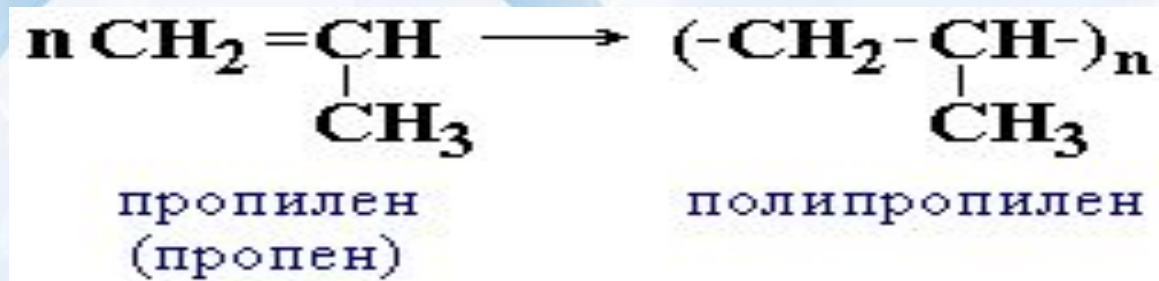 n CH₂=CH ⟶ (-CH₂-CH-)ₙ
CH₃ CH₃
пропилен полипропилен
(пропен)